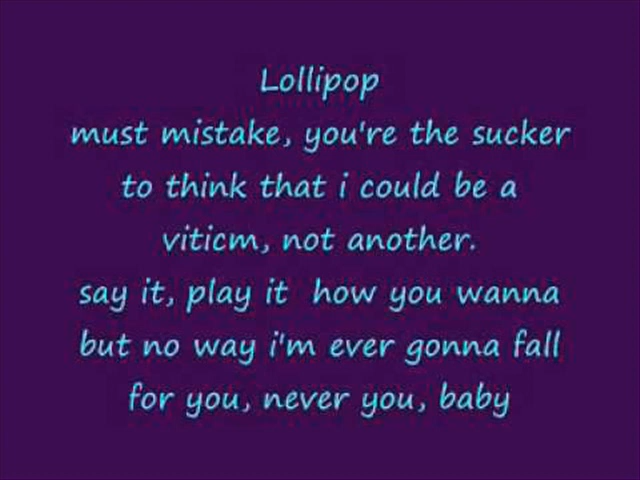 Lollipop
must mistake, you're the sucker
to think that i could be a
viticm, not another.
say it, play it how you wanna
but no way i'm ever gonna fall
for you, never you, baby